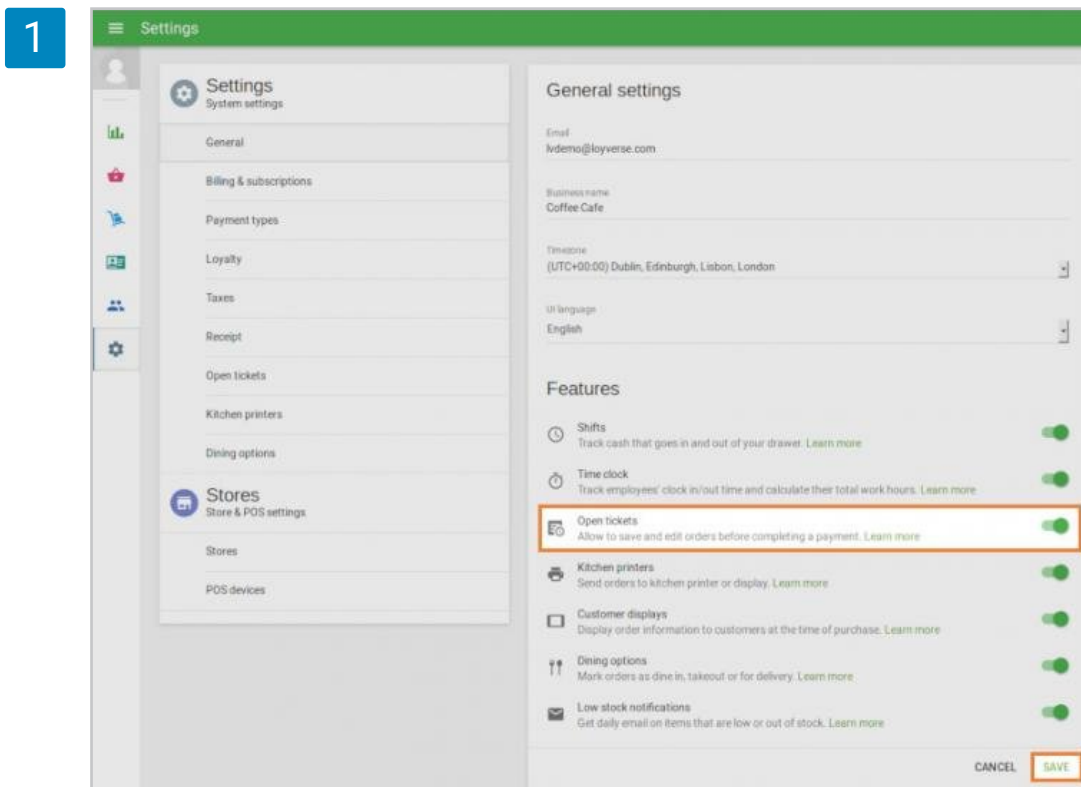 1
Settings
Settings
System settings
General
Billing & subscriptions
Payment types
Loyalty
Taxes
Receipt
Open tickets
Kitchen printers
Dining options
Stores
Store & POS settings
Stores
POS devices
General settings
Email
lvdemo@loyverse.com
Business name
Coffee Cafe
Timezone
(UTC+00:00) Dublin, Edinburgh, Lisbon, London
UI language
English
Features
Shifts
Track cash that goes in and out of your drawer. Learn more
Time clock
Track employees' clock in/out time and calculate their total work hours. Learn more
Open tickets
Allow to save and edit orders before completing a payment. Learn more
Kitchen printers
Send orders to kitchen printer or display. Learn more
Customer displays
Display order information to customers at the time of purchase. Learn more
Dining options
Mark orders as dine in, takeout or for delivery. Learn more
Low stock notifications
Get daily email on items that are low or out of stock. Learn more
CANCEL SAVE